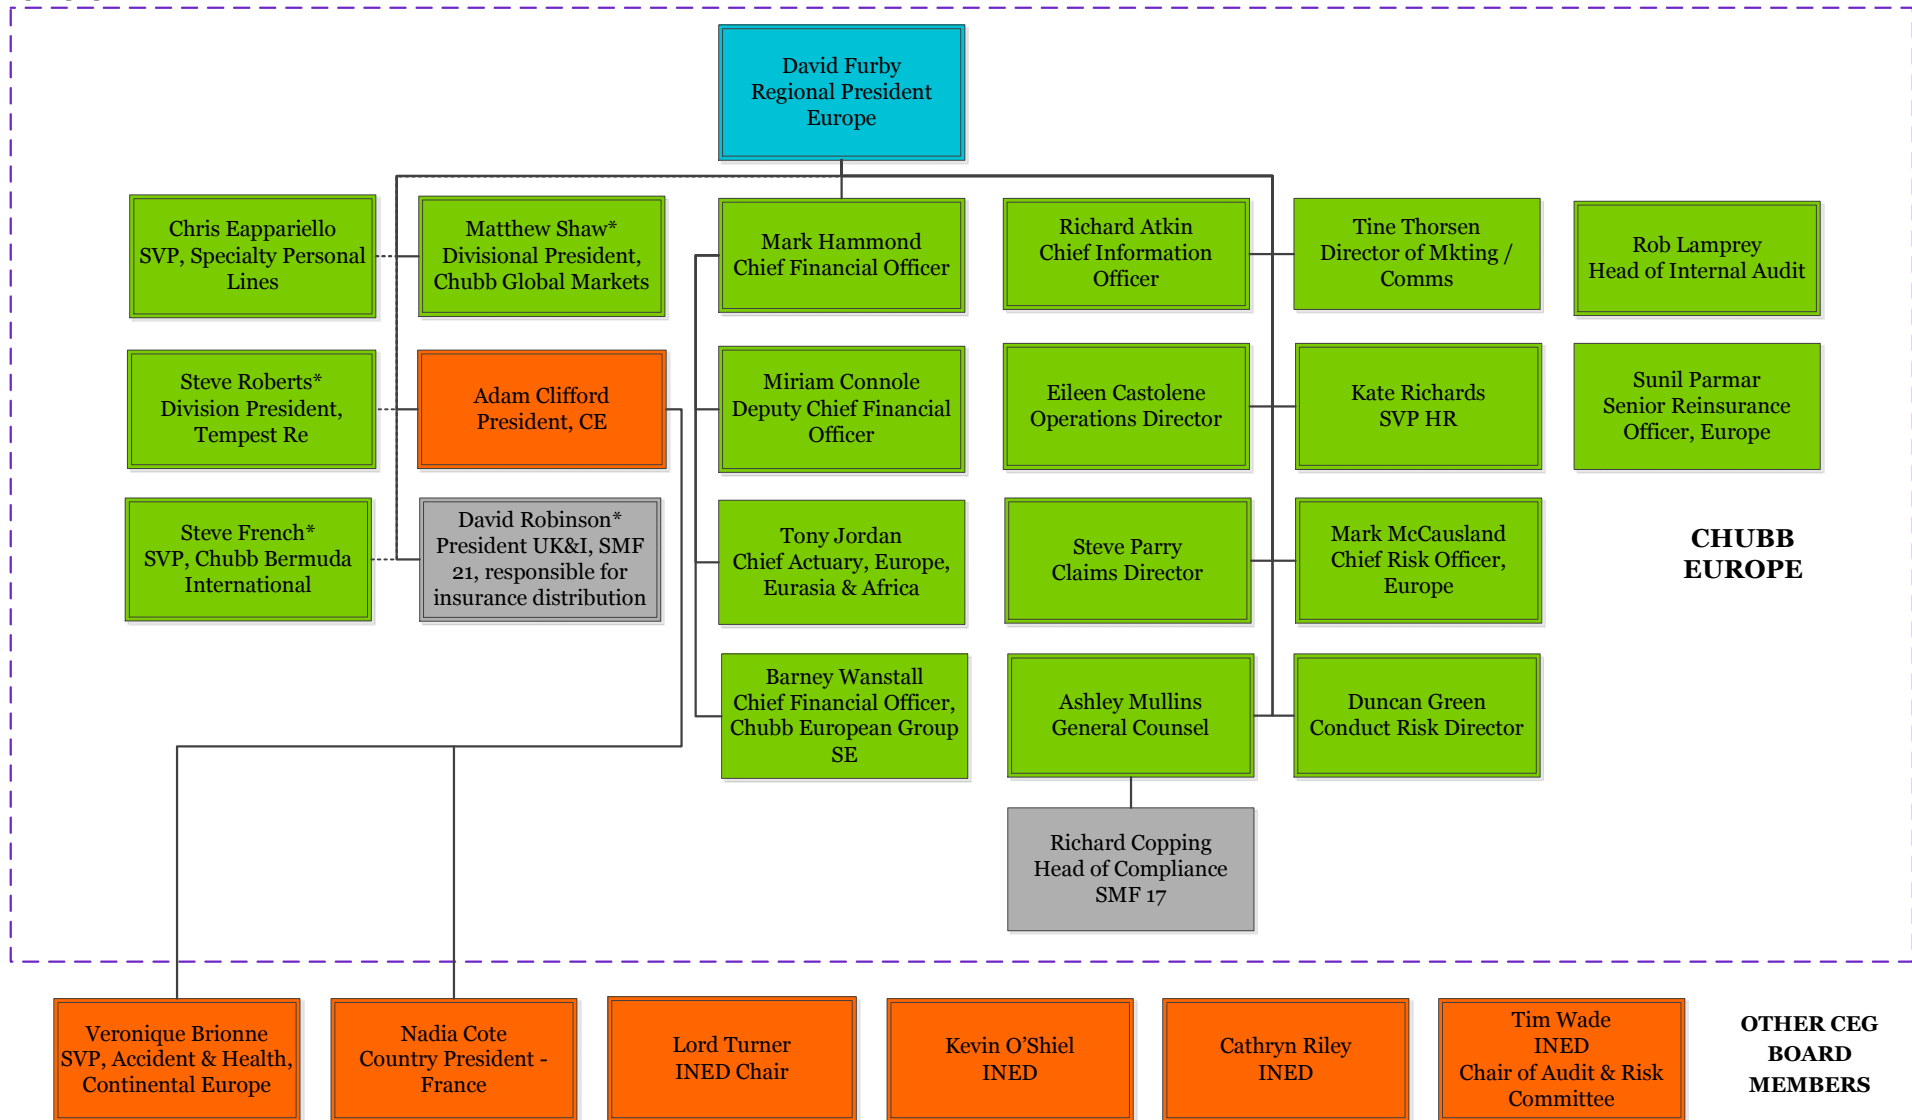 David Furby
Regional President
Europe
Chris Eappariello
SVP, Specialty Personal
Lines
Matthew Shaw*
Divisional President,
Chubb Global Markets
Mark Hammond
Chief Financial Officer
Richard Atkin
Chief Information
Officer
Tine Thorsen
Director of Mkting /
Comms
Rob Lamprey
Head of Internal Audit
Steve Roberts*
Division President,
Tempest Re
Adam Clifford
President, CE
Miriam Connole
Deputy Chief Financial
Officer
Eileen Castolene
Operations Director
Kate Richards
SVP HR
Sunil Parmar
Senior Reinsurance
Officer, Europe
Steve French*
SVP, Chubb Bermuda
International
David Robinson*
President UK&I, SMF
21, responsible for
insurance distribution
Tony Jordan
Chief Actuary, Europe,
Eurasia & Africa
Steve Parry
Claims Director
Mark McCausland
Chief Risk Officer,
Europe
CHUBB
EUROPE
Barney Wanstall
Chief Financial Officer,
Chubb European Group
SE
Ashley Mullins
General Counsel
Duncan Green
Conduct Risk Director
Richard Copping
Head of Compliance
SMF 17
Veronique Brionne
SVP, Accident & Health,
Continental Europe
Nadia Cote
Country President -
France
Lord Turner
INED Chair
Kevin O’Shiel
INED
Cathryn Riley
INED
Tim Wade
INED
Chair of Audit & Risk
Committee
OTHER CEG
BOARD
MEMBERS